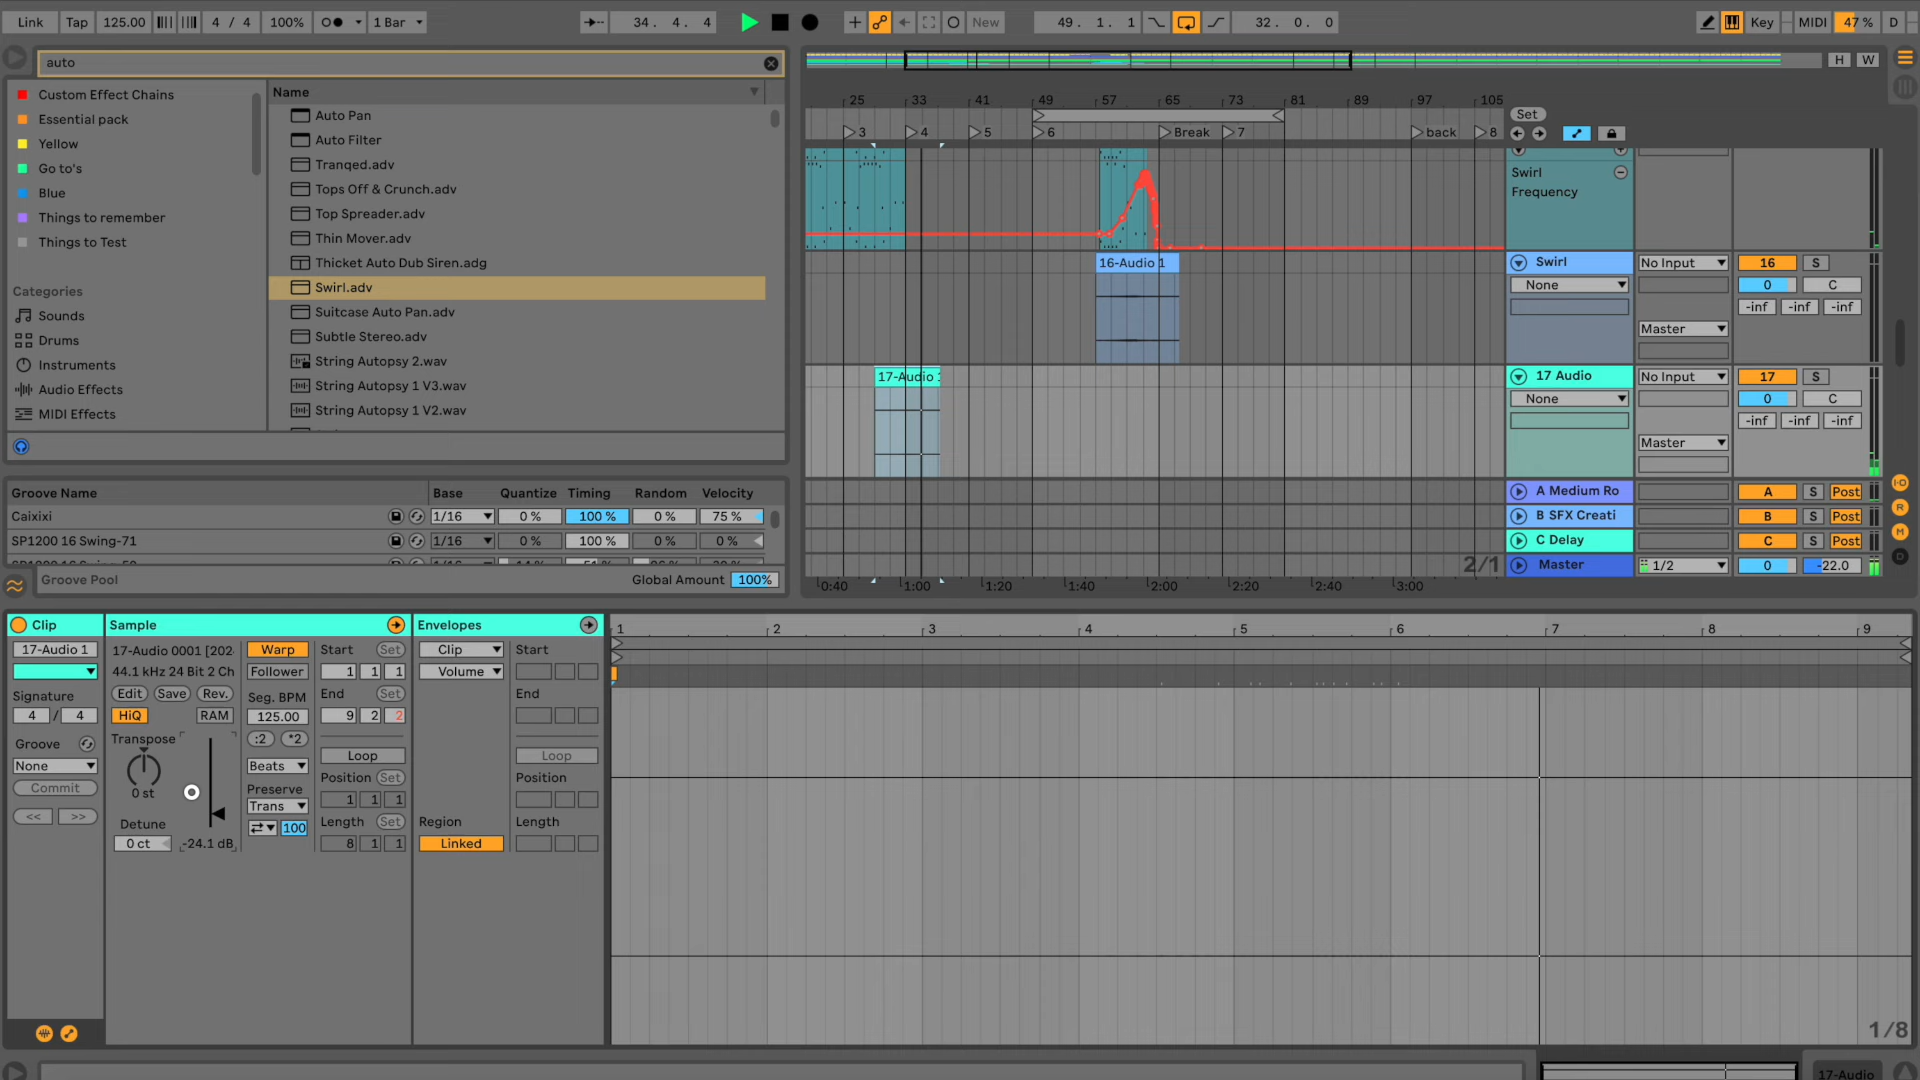 Link Tap 125.00 4 / 4 100% 1 Bar 34. 4. 4 New 49. 1. 1 32. 0. 0 Key MIDI 47 % D
auto
H W
Custom Effect Chains
Essential pack
Yellow
Go to's
Blue
Things to remember
Things to Test
Categories
Sounds
Drums
Instruments
Audio Effects
MIDI Effects
Name
Auto Pan
Auto Filter
Tranqed.adv
Tops Off & Crunch.adv
Top Spreader.adv
Thin Mover.adv
Thicket Auto Dub Siren.adg
Swirl.adv
Suitcase Auto Pan.adv
Subtle Stereo.adv
String Autopsy 2.wav
String Autopsy 1 V3.wav
String Autopsy 1 V2.wav
Groove Name Base Quantize Timing Random Velocity
Caixixi 1/16 0 % 100 % 0 % 75 %
SP1200 16 Swing-71 1/16 0 % 100 % 0 % 0 %
Groove Pool Global Amount 100%
25 33 41 49 57 65 73 81 89 97 105
Set
3 4 5 6 Break 7 back 8
Swirl
Frequency
16-Audio 1
Swirl No Input 16 S
None 0 C
-inf -inf -inf
Master
17-Audio 1
17 Audio No Input 17 S
None 0 C
-inf -inf -inf
Master
A Medium Ro A S Post
B SFX Creati B S Post
C Delay C S Post
2/1 Master 1/2 0 -22.0
0:40 1:00 1:20 1:40 2:00 2:20 2:40 3:00
I·O
R
M
D
Clip
17-Audio 1
Signature
4 / 4
Groove
None
Commit
<< >>
Sample
17-Audio 0001 [202
44.1 kHz 24 Bit 2 Ch
Edit Save Rev.
HiQ RAM
Transpose
0 st
Detune
0 ct -24.1 dB
Warp
Follower
Seg. BPM
125.00
:2 *2
Beats
Preserve
Trans
100
Start Set
1 1 1
End Set
9 2 2
Loop
Position Set
1 1 1
Length Set
8 1 1
Envelopes
Clip
Volume
Region
Linked
Start
End
Loop
Position
Length
1 2 3 4 5 6 7 8 9
1/8
17-Audio